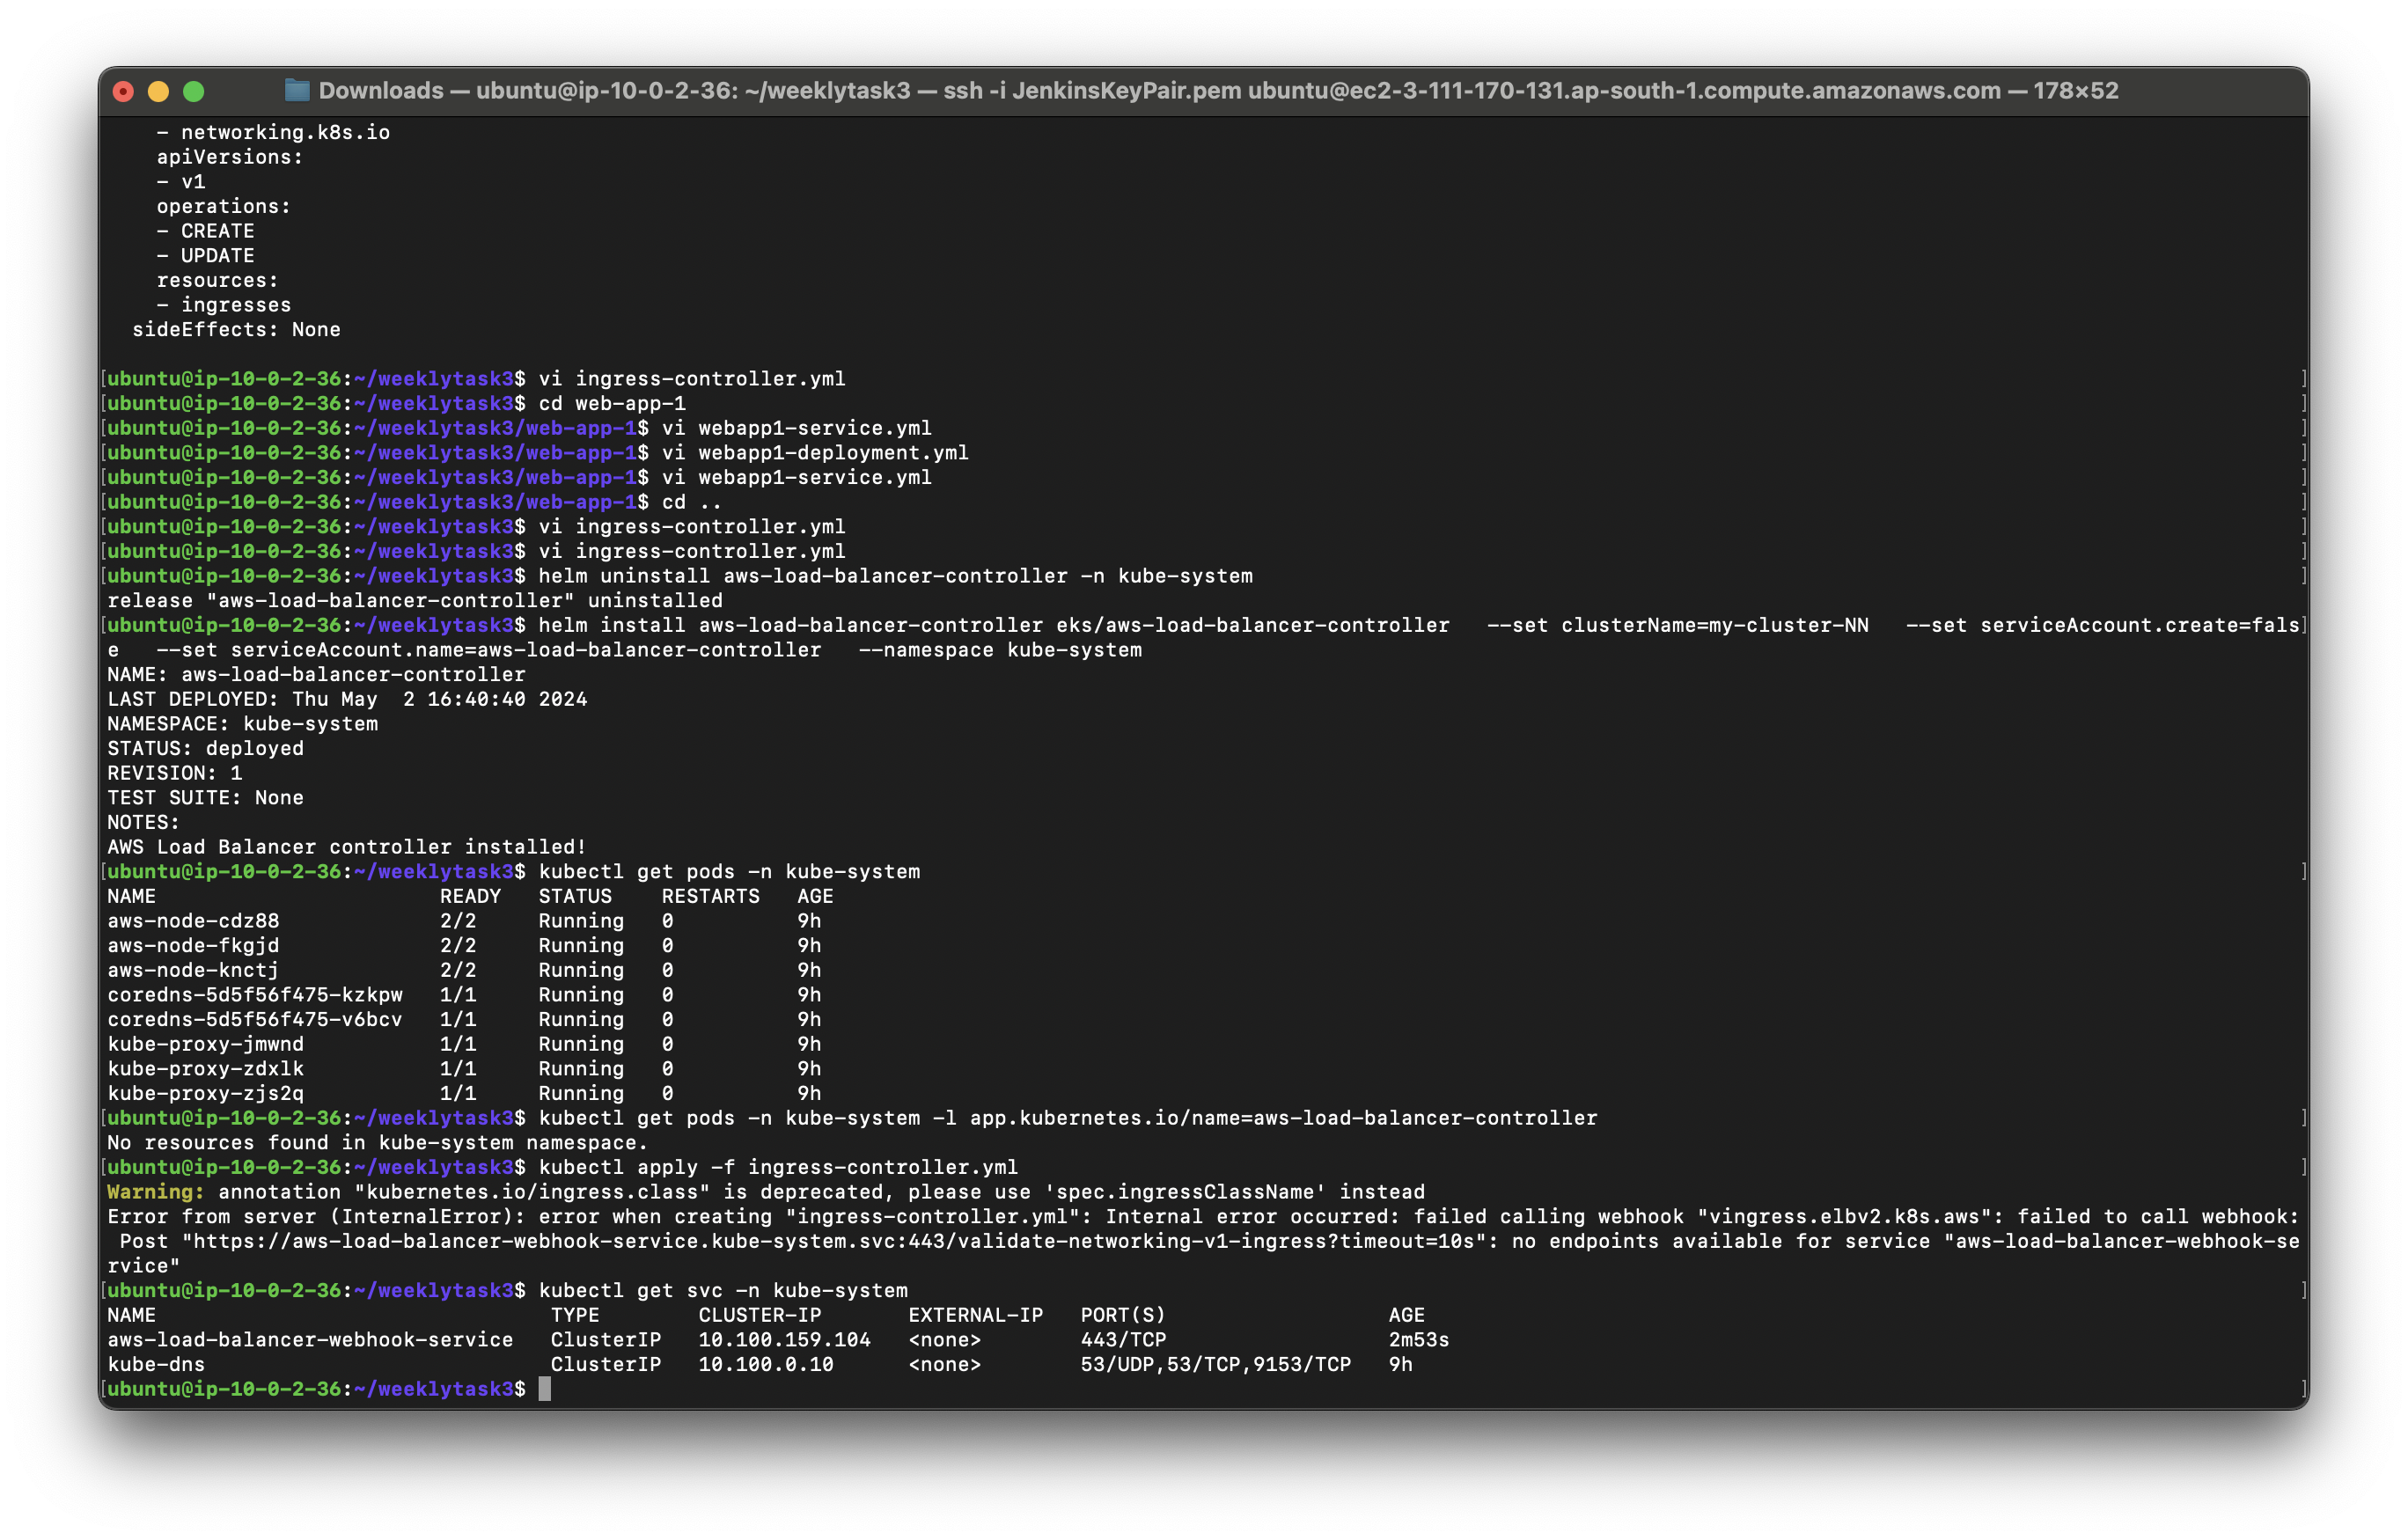 Downloads — ubuntu@ip-10-0-2-36: ~/weeklytask3 — ssh -i JenkinsKeyPair.pem ubuntu@ec2-3-111-170-131.ap-south-1.compute.amazonaws.com — 178×52
    - networking.k8s.io
    apiVersions:
    - v1
    operations:
    - CREATE
    - UPDATE
    resources:
    - ingresses
  sideEffects: None
[ubuntu@ip-10-0-2-36:~/weeklytask3$ vi ingress-controller.yml ]
[ubuntu@ip-10-0-2-36:~/weeklytask3$ cd web-app-1 ]
[ubuntu@ip-10-0-2-36:~/weeklytask3/web-app-1$ vi webapp1-service.yml ]
[ubuntu@ip-10-0-2-36:~/weeklytask3/web-app-1$ vi webapp1-deployment.yml ]
[ubuntu@ip-10-0-2-36:~/weeklytask3/web-app-1$ vi webapp1-service.yml ]
[ubuntu@ip-10-0-2-36:~/weeklytask3/web-app-1$ cd .. ]
[ubuntu@ip-10-0-2-36:~/weeklytask3$ vi ingress-controller.yml ]
[ubuntu@ip-10-0-2-36:~/weeklytask3$ vi ingress-controller.yml ]
[ubuntu@ip-10-0-2-36:~/weeklytask3$ helm uninstall aws-load-balancer-controller -n kube-system ]
release "aws-load-balancer-controller" uninstalled
[ubuntu@ip-10-0-2-36:~/weeklytask3$ helm install aws-load-balancer-controller eks/aws-load-balancer-controller   --set clusterName=my-cluster-NN   --set serviceAccount.create=fals]
e   --set serviceAccount.name=aws-load-balancer-controller   --namespace kube-system
NAME: aws-load-balancer-controller
LAST DEPLOYED: Thu May  2 16:40:40 2024
NAMESPACE: kube-system
STATUS: deployed
REVISION: 1
TEST SUITE: None
NOTES:
AWS Load Balancer controller installed!
[ubuntu@ip-10-0-2-36:~/weeklytask3$ kubectl get pods -n kube-system ]
NAME                       READY   STATUS    RESTARTS   AGE
aws-node-cdz88             2/2     Running   0          9h
aws-node-fkgjd             2/2     Running   0          9h
aws-node-knctj             2/2     Running   0          9h
coredns-5d5f56f475-kzkpw   1/1     Running   0          9h
coredns-5d5f56f475-v6bcv   1/1     Running   0          9h
kube-proxy-jmwnd           1/1     Running   0          9h
kube-proxy-zdxlk           1/1     Running   0          9h
kube-proxy-zjs2q           1/1     Running   0          9h
[ubuntu@ip-10-0-2-36:~/weeklytask3$ kubectl get pods -n kube-system -l app.kubernetes.io/name=aws-load-balancer-controller ]
No resources found in kube-system namespace.
[ubuntu@ip-10-0-2-36:~/weeklytask3$ kubectl apply -f ingress-controller.yml ]
Warning: annotation "kubernetes.io/ingress.class" is deprecated, please use 'spec.ingressClassName' instead
Error from server (InternalError): error when creating "ingress-controller.yml": Internal error occurred: failed calling webhook "vingress.elbv2.k8s.aws": failed to call webhook:
 Post "https://aws-load-balancer-webhook-service.kube-system.svc:443/validate-networking-v1-ingress?timeout=10s": no endpoints available for service "aws-load-balancer-webhook-se
rvice"
[ubuntu@ip-10-0-2-36:~/weeklytask3$ kubectl get svc -n kube-system ]
NAME                                TYPE        CLUSTER-IP       EXTERNAL-IP   PORT(S)                  AGE
aws-load-balancer-webhook-service   ClusterIP   10.100.159.104   <none>        443/TCP                  2m53s
kube-dns                            ClusterIP   10.100.0.10      <none>        53/UDP,53/TCP,9153/TCP   9h
[ubuntu@ip-10-0-2-36:~/weeklytask3$ ]